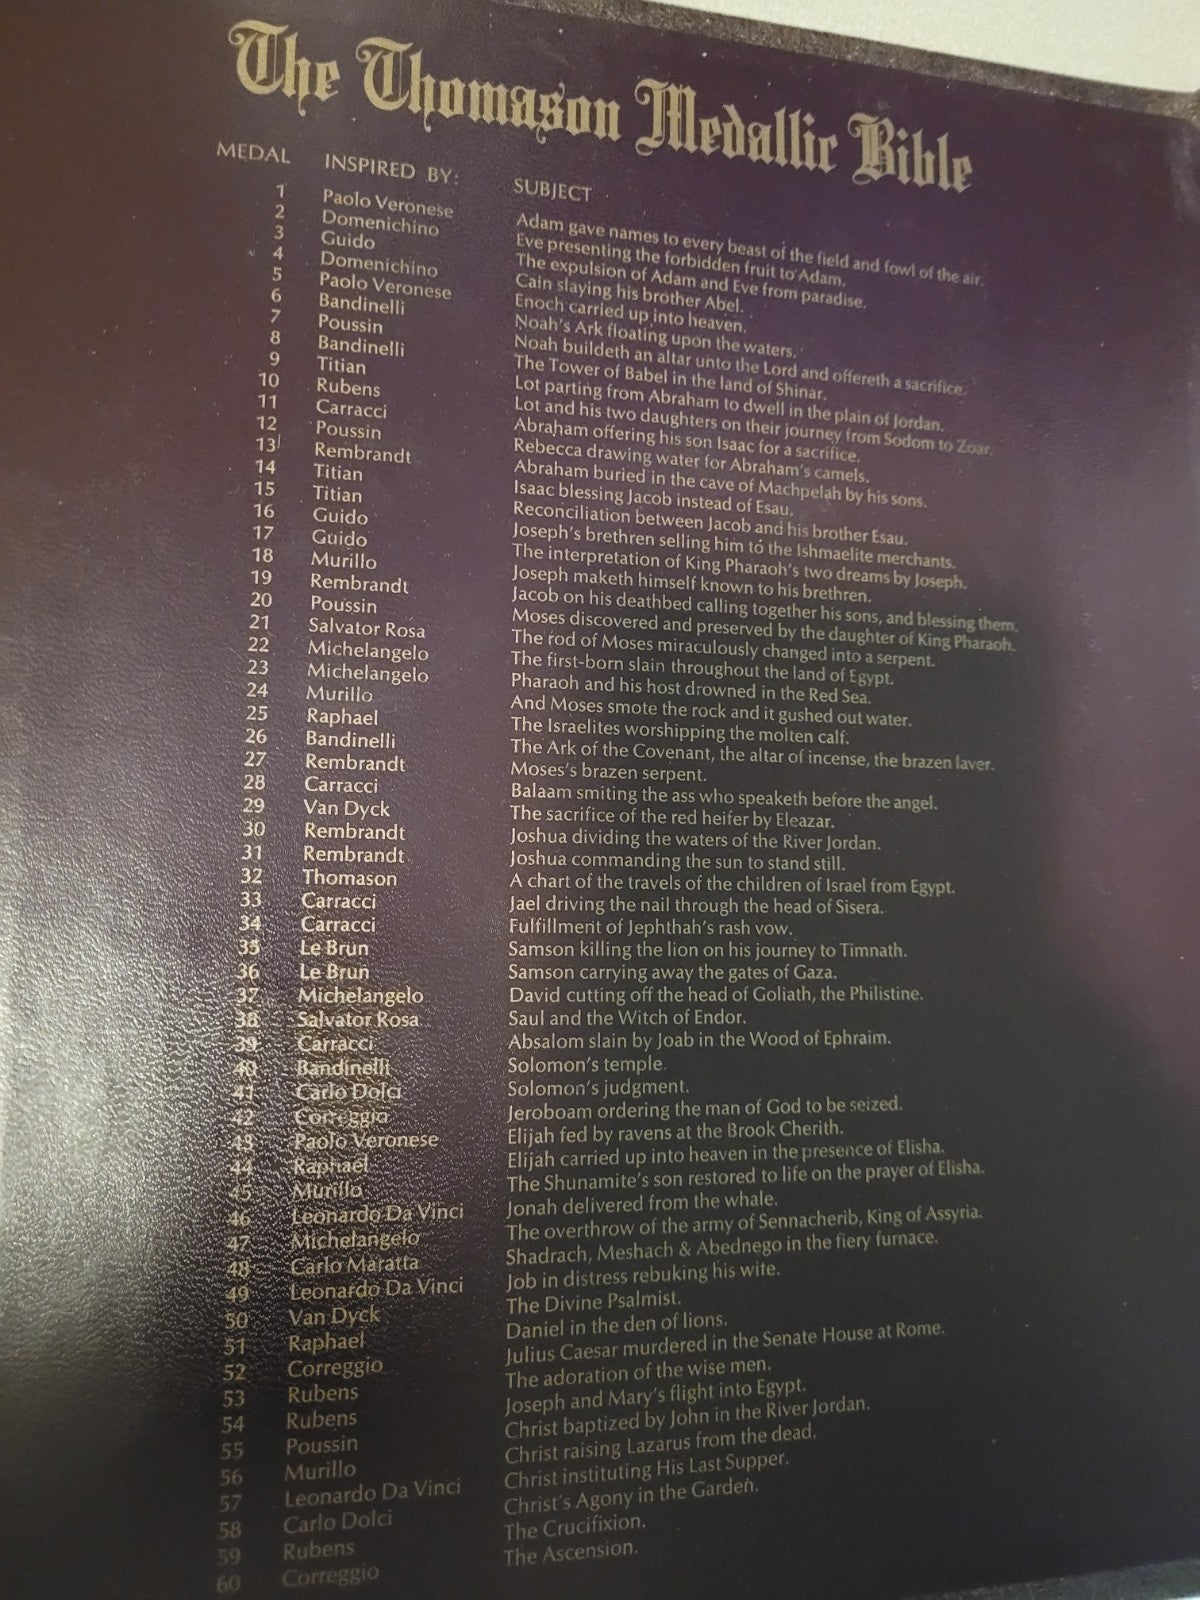 The Thomason Medallic Bible
MEDAL INSPIRED BY: SUBJECT
1 Paolo Veronese Adam gave names to every beast of the field and fowl of the air.
2 Domenichino Eve presenting the forbidden fruit to Adam.
3 Guido The expulsion of Adam and Eve from paradise.
4 Domenichino Cain slaying his brother Abel.
5 Paolo Veronese Enoch carried up into heaven.
6 Bandinelli Noah's Ark floating upon the waters.
7 Poussin Noah buildeth an altar unto the Lord and offereth a sacrifice.
8 Bandinelli The Tower of Babel in the land of Shinar.
9 Titian Lot parting from Abraham to dwell in the plain of Jordan.
10 Rubens Lot and his two daughters on their journey from Sodom to Zoar.
11 Carracci Abraham offering his son Isaac for a sacrifice.
12 Poussin Rebecca drawing water for Abraham's camels.
13 Rembrandt Abraham buried in the cave of Machpelah by his sons.
14 Titian Isaac blessing Jacob instead of Esau.
15 Titian Reconciliation between Jacob and his brother Esau.
16 Guido Joseph's brethren selling him to the Ishmaelite merchants.
17 Guido The interpretation of King Pharaoh's two dreams by Joseph.
18 Murillo Joseph maketh himself known to his brethren.
19 Rembrandt Jacob on his deathbed calling together his sons, and blessing them.
20 Poussin Moses discovered and preserved by the daughter of King Pharaoh.
21 Salvator Rosa The rod of Moses miraculously changed into a serpent.
22 Michelangelo The first-born slain throughout the land of Egypt.
23 Michelangelo Pharaoh and his host drowned in the Red Sea.
24 Murillo And Moses smote the rock and it gushed out water.
25 Raphael The Israelites worshipping the molten calf.
26 Bandinelli The Ark of the Covenant, the altar of incense, the brazen laver.
27 Rembrandt Moses's brazen serpent.
28 Carracci Balaam smiting the ass who speaketh before the angel.
29 Van Dyck The sacrifice of the red heifer by Eleazar.
30 Rembrandt Joshua dividing the waters of the River Jordan.
31 Rembrandt Joshua commanding the sun to stand still.
32 Thomason A chart of the travels of the children of Israel from Egypt.
33 Carracci Jael driving the nail through the head of Sisera.
34 Carracci Fulfillment of Jephthah's rash vow.
35 Le Brun Samson killing the lion on his journey to Timnath.
36 Le Brun Samson carrying away the gates of Gaza.
37 Michelangelo David cutting off the head of Goliath, the Philistine.
38 Salvator Rosa Saul and the Witch of Endor.
39 Carracci Absalom slain by Joab in the Wood of Ephraim.
40 Bandinelli Solomon's temple.
41 Carlo Dolci Solomon's judgment.
42 Correggio Jeroboam ordering the man of God to be seized.
43 Paolo Veronese Elijah fed by ravens at the Brook Cherith.
44 Raphael Elijah carried up into heaven in the presence of Elisha.
45 Murillo The Shunamite's son restored to life on the prayer of Elisha.
46 Leonardo Da Vinci Jonah delivered from the whale.
47 Michelangelo The overthrow of the army of Sennacherib, King of Assyria.
48 Carlo Maratta Shadrach, Meshach & Abednego in the fiery furnace.
49 Leonardo Da Vinci Job in distress rebuking his wife.
50 Van Dyck The Divine Psalmist.
51 Raphael Daniel in the den of lions.
52 Correggio Julius Caesar murdered in the Senate House at Rome.
53 Rubens The adoration of the wise men.
54 Rubens Joseph and Mary's flight into Egypt.
55 Poussin Christ baptized by John in the River Jordan.
56 Murillo Christ raising Lazarus from the dead.
57 Leonardo Da Vinci Christ instituting His Last Supper.
58 Carlo Dolci Christ's Agony in the Garden.
59 Rubens The Crucifixion.
60 Correggio The Ascension.